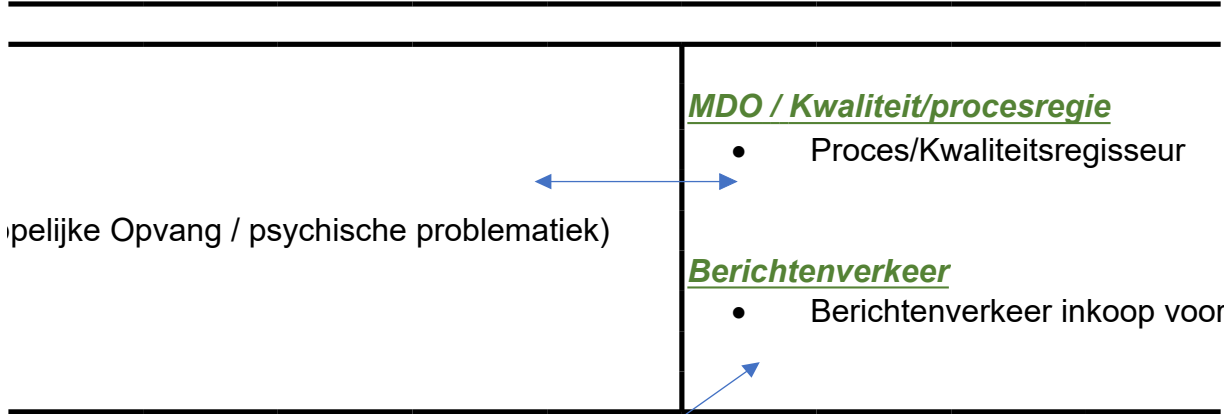 MDO / Kwaliteit/procesregie
• Proces/Kwaliteitsregisseur
pelijke Opvang / psychische problematiek)
Berichtenverkeer
• Berichtenverkeer inkoop voor